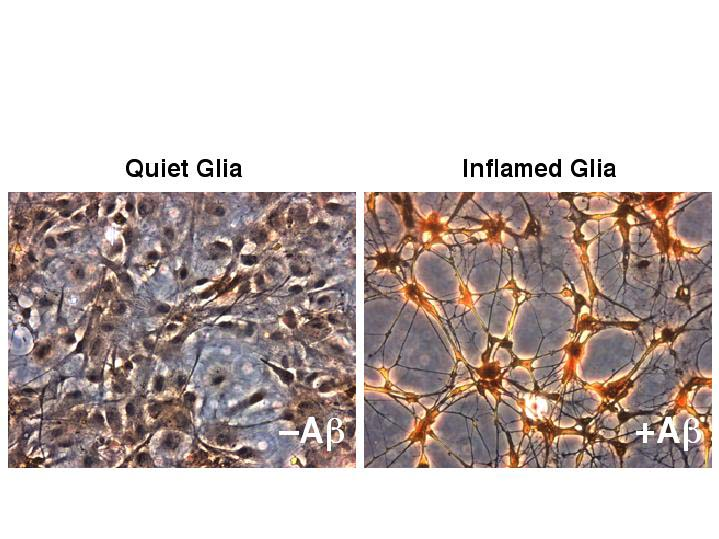 Quiet Glia
Inflamed Glia
–Aβ
+Aβ